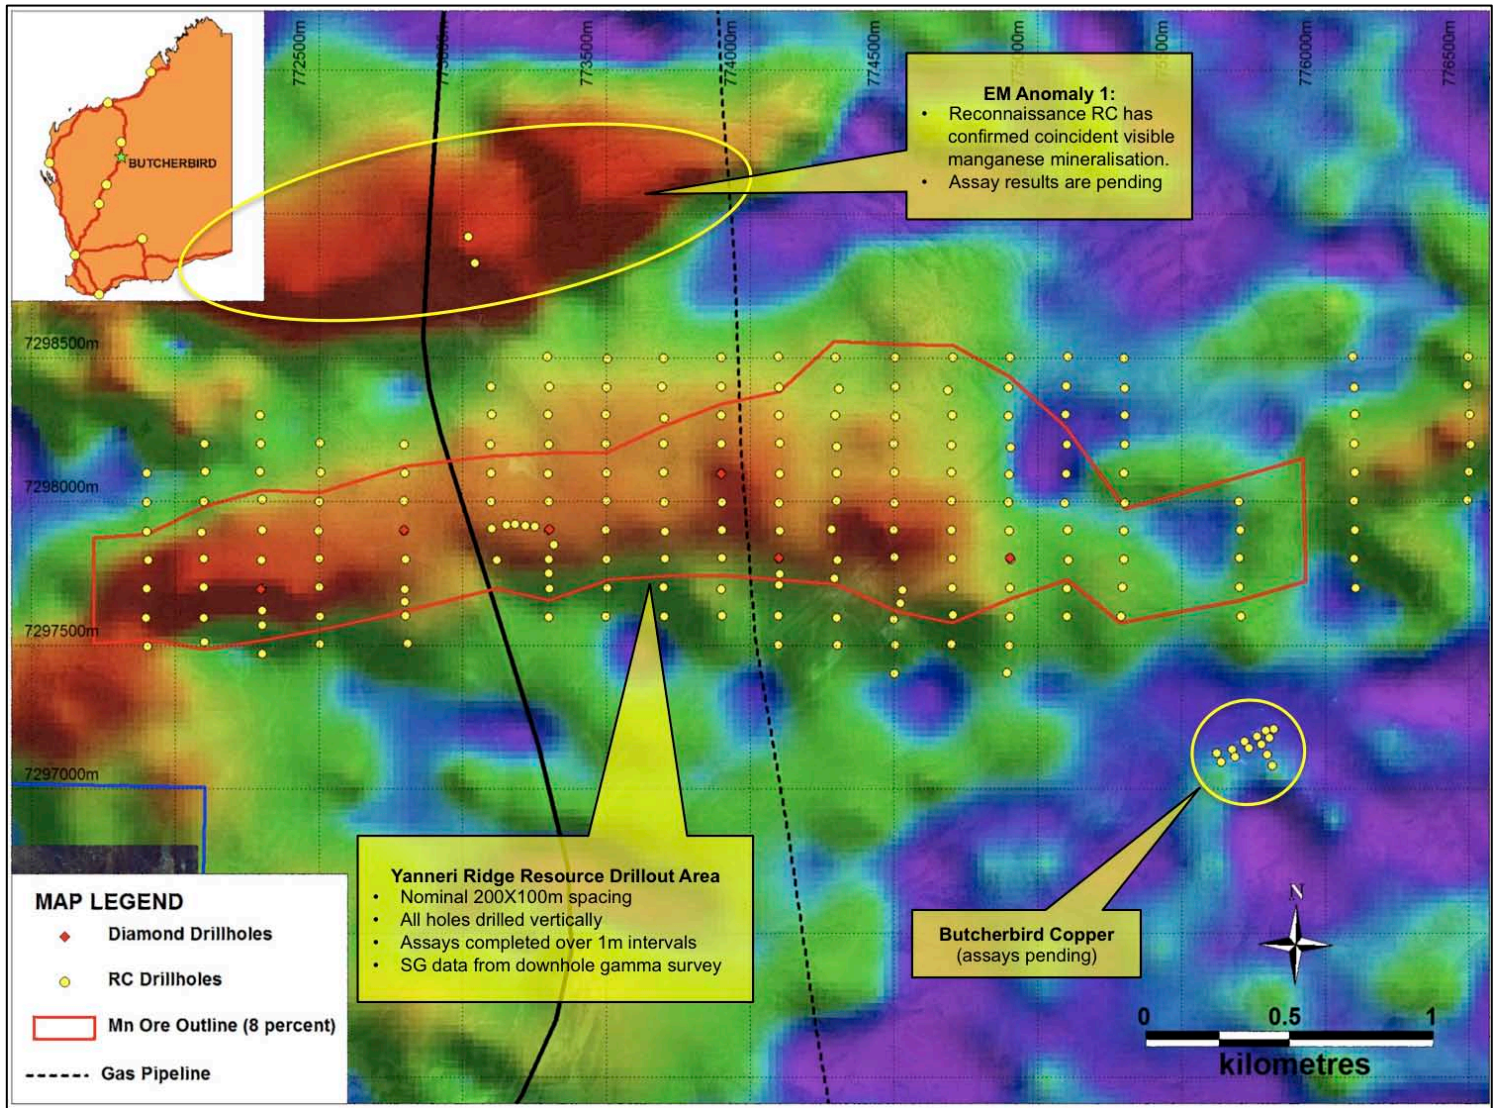 BUTCHERBIRD
772500m
773000m
773500m
774000m
774500m
775000m
775500m
776000m
776500m
EM Anomaly 1:
• Reconnaissance RC has
confirmed coincident visible
manganese mineralisation.
• Assay results are pending
7298500m
7298000m
7297500m
7297000m
Yanneri Ridge Resource Drillout Area
• Nominal 200X100m spacing
• All holes drilled vertically
• Assays completed over 1m intervals
• SG data from downhole gamma survey
Butcherbird Copper
(assays pending)
MAP LEGEND
Diamond Drillholes
RC Drillholes
Mn Ore Outline (8 percent)
Gas Pipeline
N
0 0.5 1
kilometres